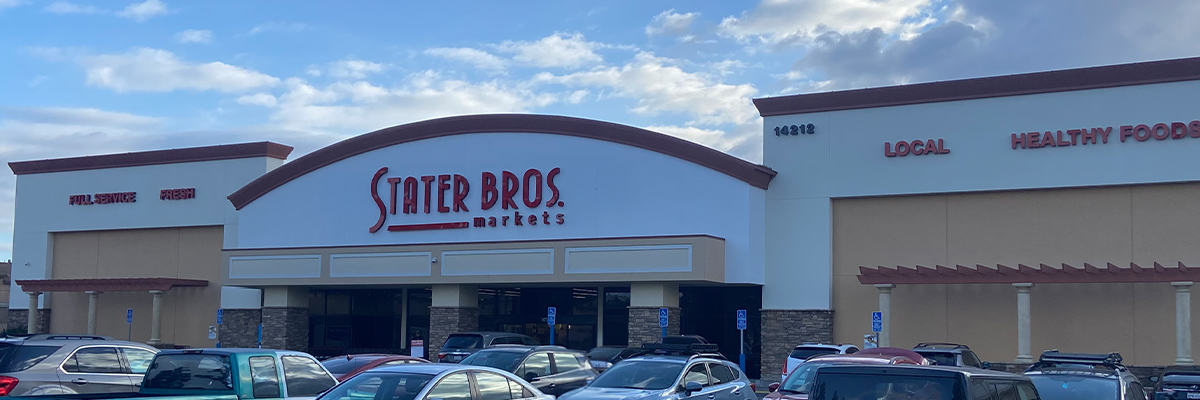 FULL SERVICE
FRESH
STATER BROS.
markets
14212
LOCAL
HEALTHY FOODS